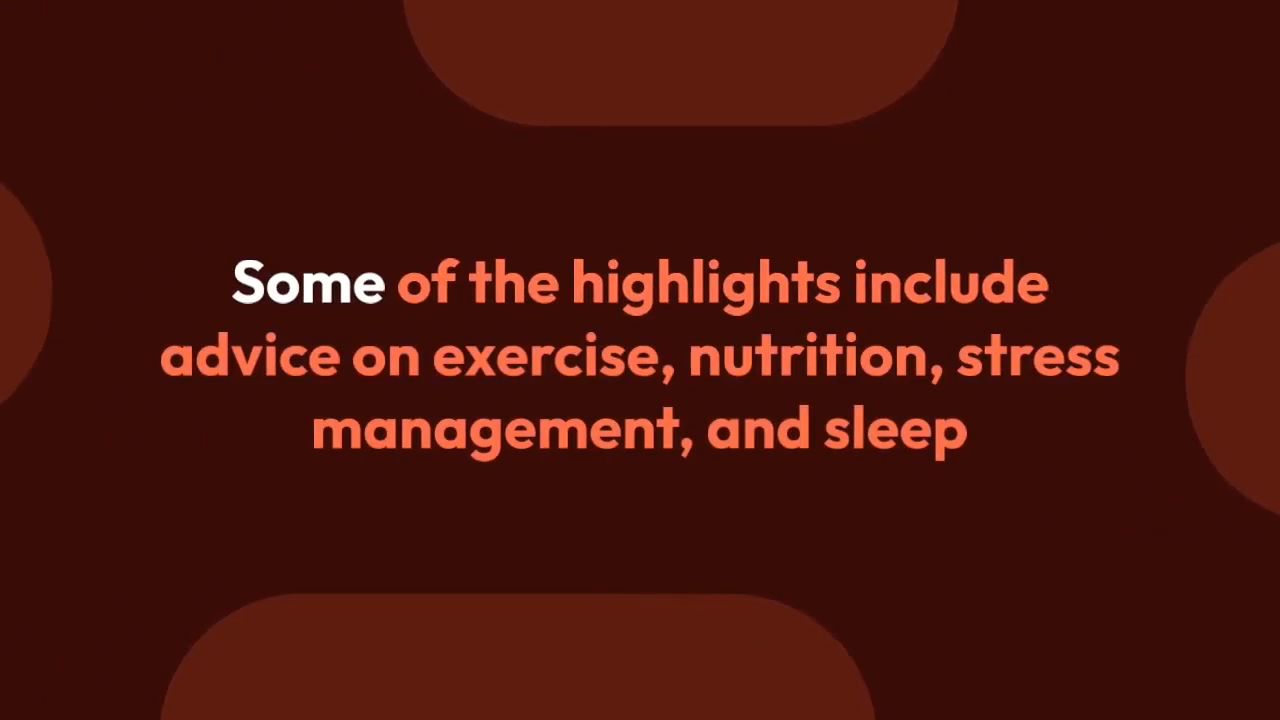 Some of the highlights include
advice on exercise, nutrition, stress
management, and sleep